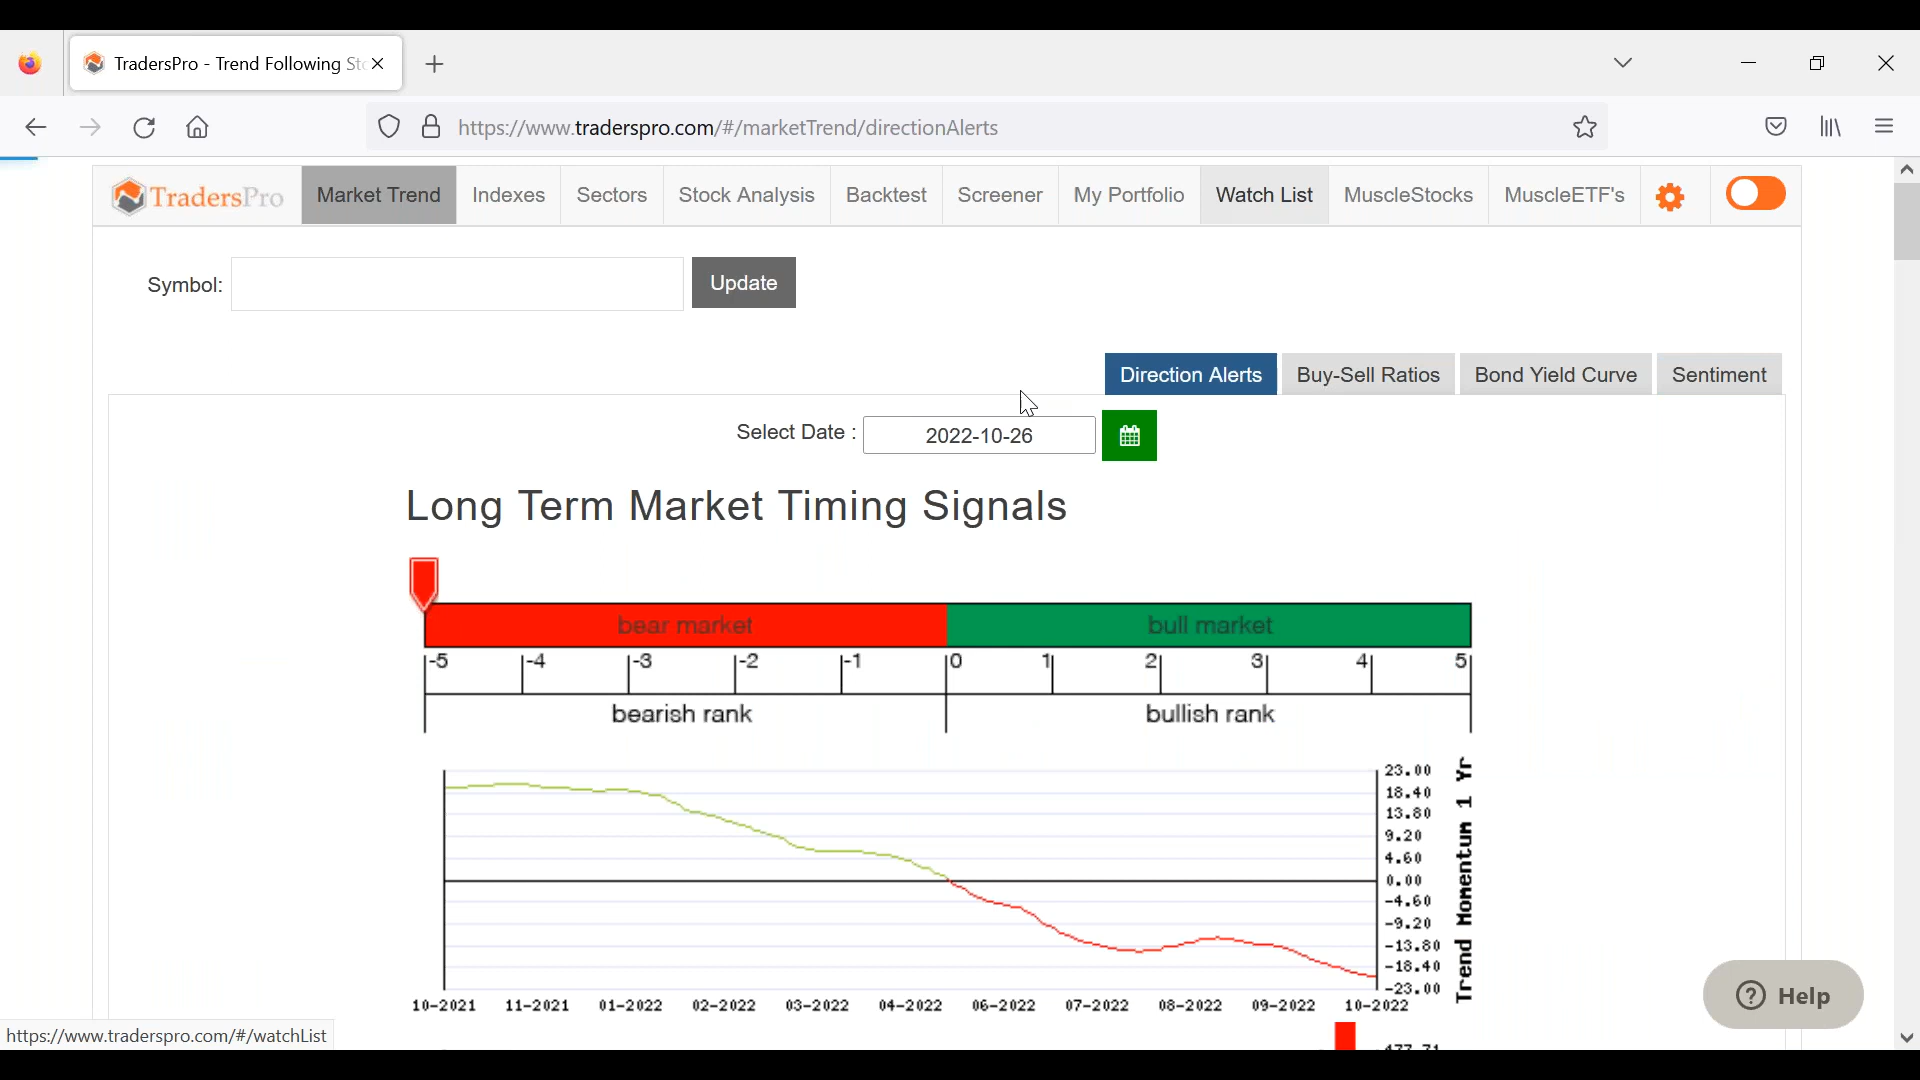 TradersPro - Trend Following
https://www.traderspro.com/#/marketTrend/directionAlerts
TradersPro Market Trend Indexes Sectors Stock Analysis Backtest Screener My Portfolio Watch List MuscleStocks MuscleETF's
Symbol: Update
Direction Alerts Buy-Sell Ratios Bond Yield Curve Sentiment
Select Date : 2022-10-26
Long Term Market Timing Signals
bear market bull market
-5 -4 -3 -2 -1 0 1 2 3 4 5
bearish rank bullish rank
23.00
18.40
13.80
9.20
4.60
0.00
-4.60
-9.20
-13.80
-18.40
-23.00
Trend Momentum 1 Yr
10-2021 11-2021 01-2022 02-2022 03-2022 04-2022 06-2022 07-2022 08-2022 09-2022 10-2022
Help
https://www.traderspro.com/#/watchList